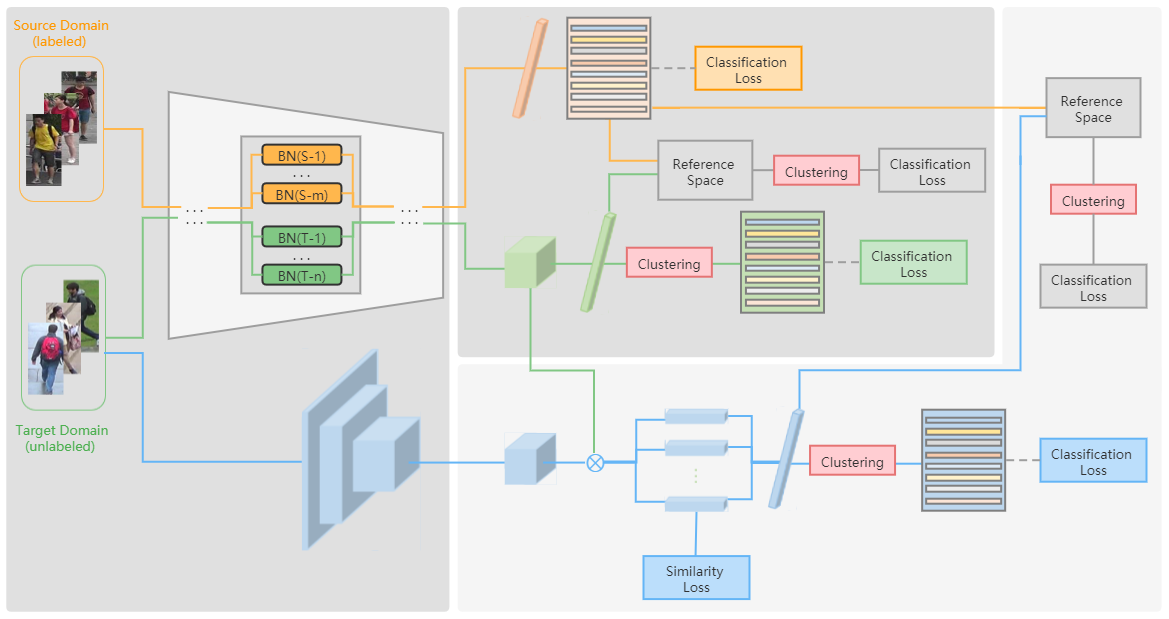 Source Domain
(labeled)
BN(S-1)
...
BN(S-m)
BN(T-1)
...
BN(T-n)
...
...
...
...
Target Domain
(unlabeled)
Classification
Loss
Reference
Space
Clustering
Classification
Loss
Clustering
Classification
Loss
Reference
Space
Clustering
Classification
Loss
...
Similarity
Loss
Clustering
Classification
Loss